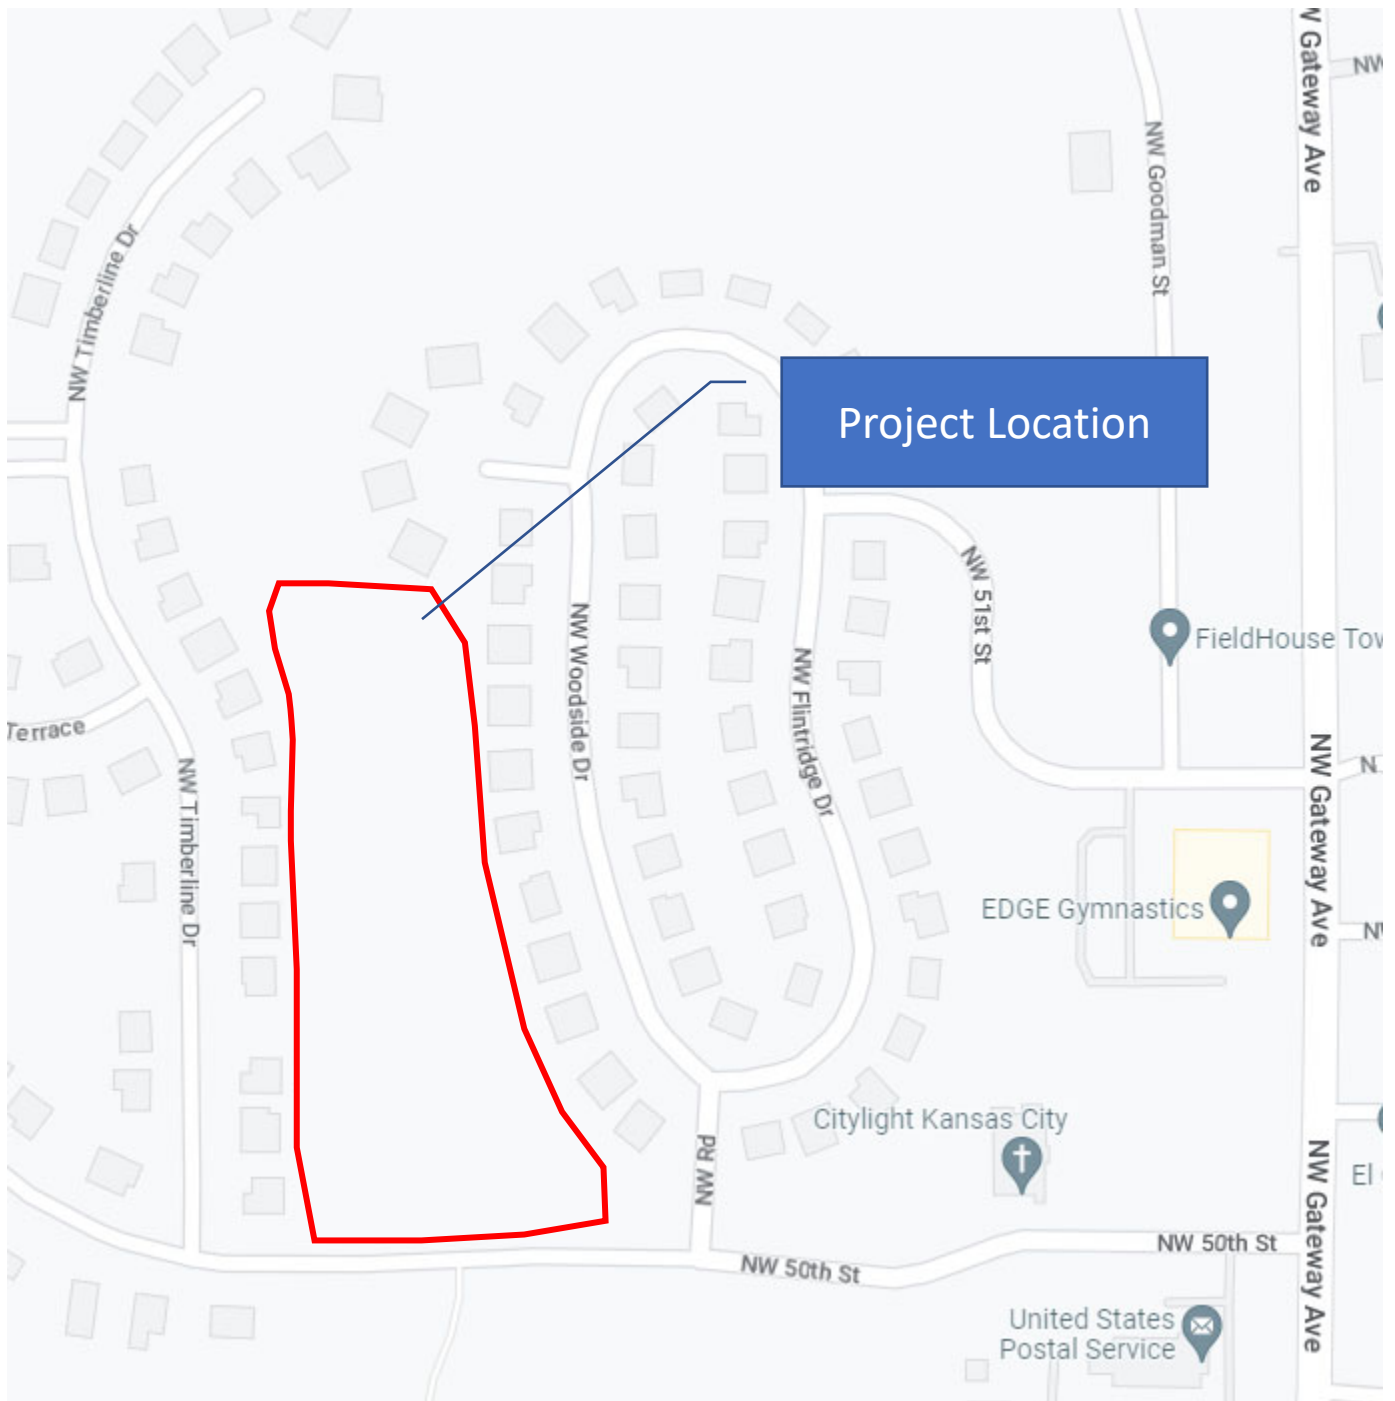 W Gateway Ave
NW
NW Goodman St
NW Timberline Dr
Project Location
NW 51st St
NW Woodside Dr
FieldHouse Tow
NW Flintridge Dr
Terrace
NW Timberline Dr
NW Gateway Ave
N
EDGE Gymnastics
NW
Citylight Kansas City
NW Rd
NW Gateway Ave
El
NW 50th St
NW 50th St
United States
Postal Service